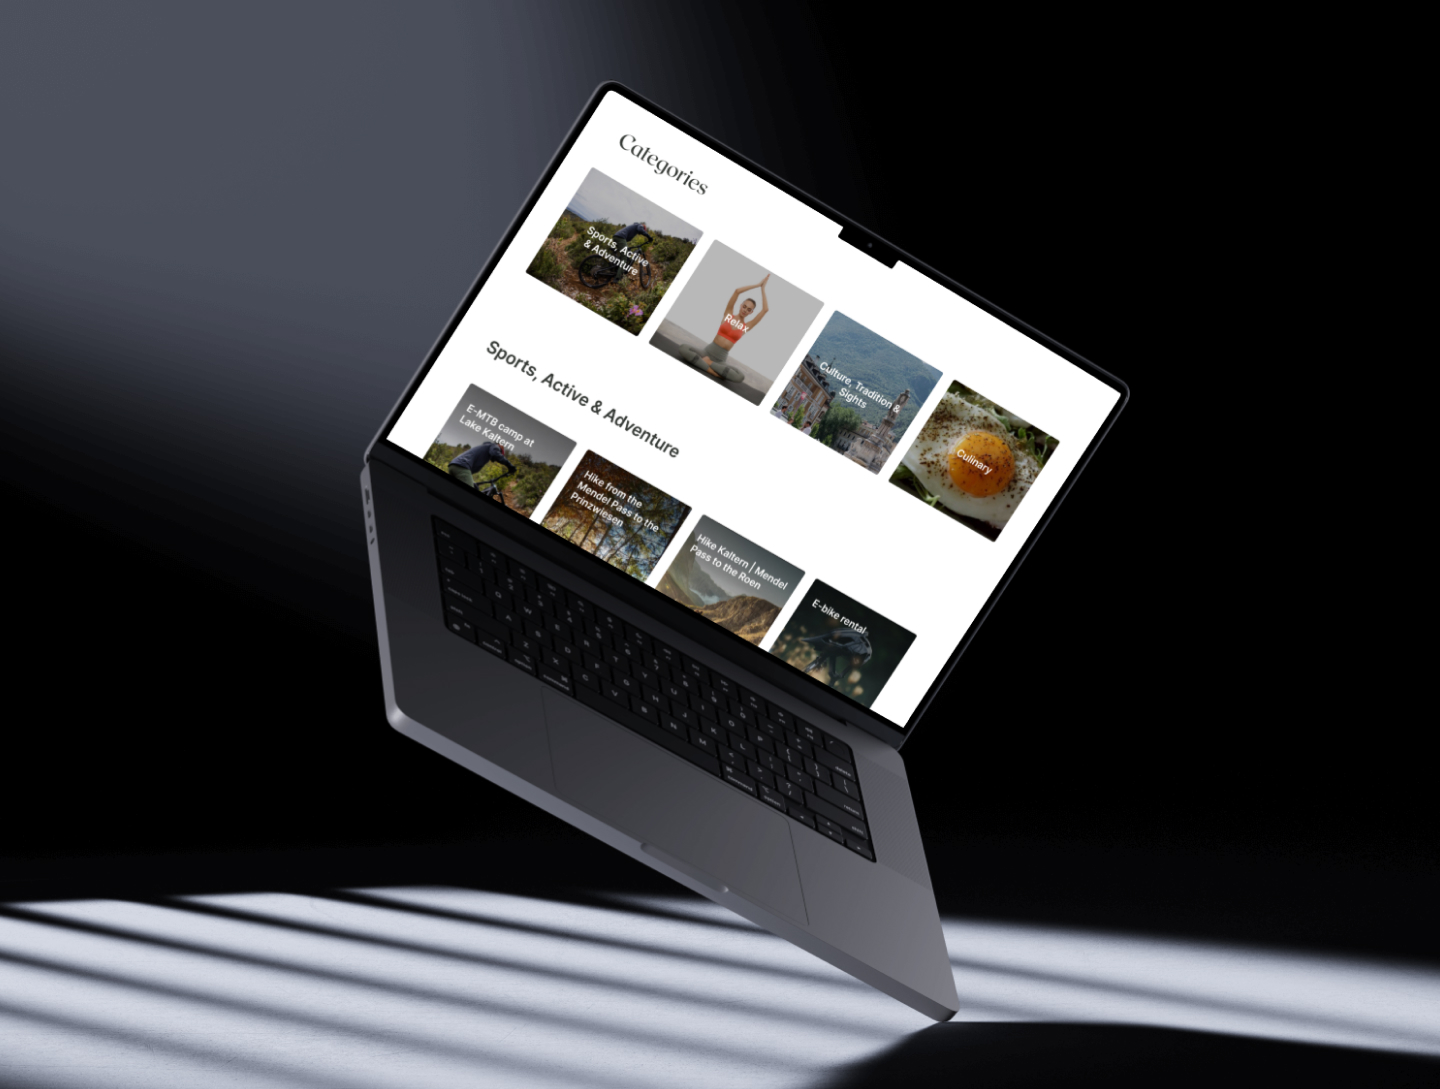 Categories
Sports, Active
& Adventure
Relax
Culture, Tradition &
Sights
Culinary
Sports, Active & Adventure
E-MTB camp at
Lake Kaltern
Hike from the
Mendel Pass to the
Prinzwiesen
Hike Kaltern | Mendel
Pass to the Roen
E-bike rental